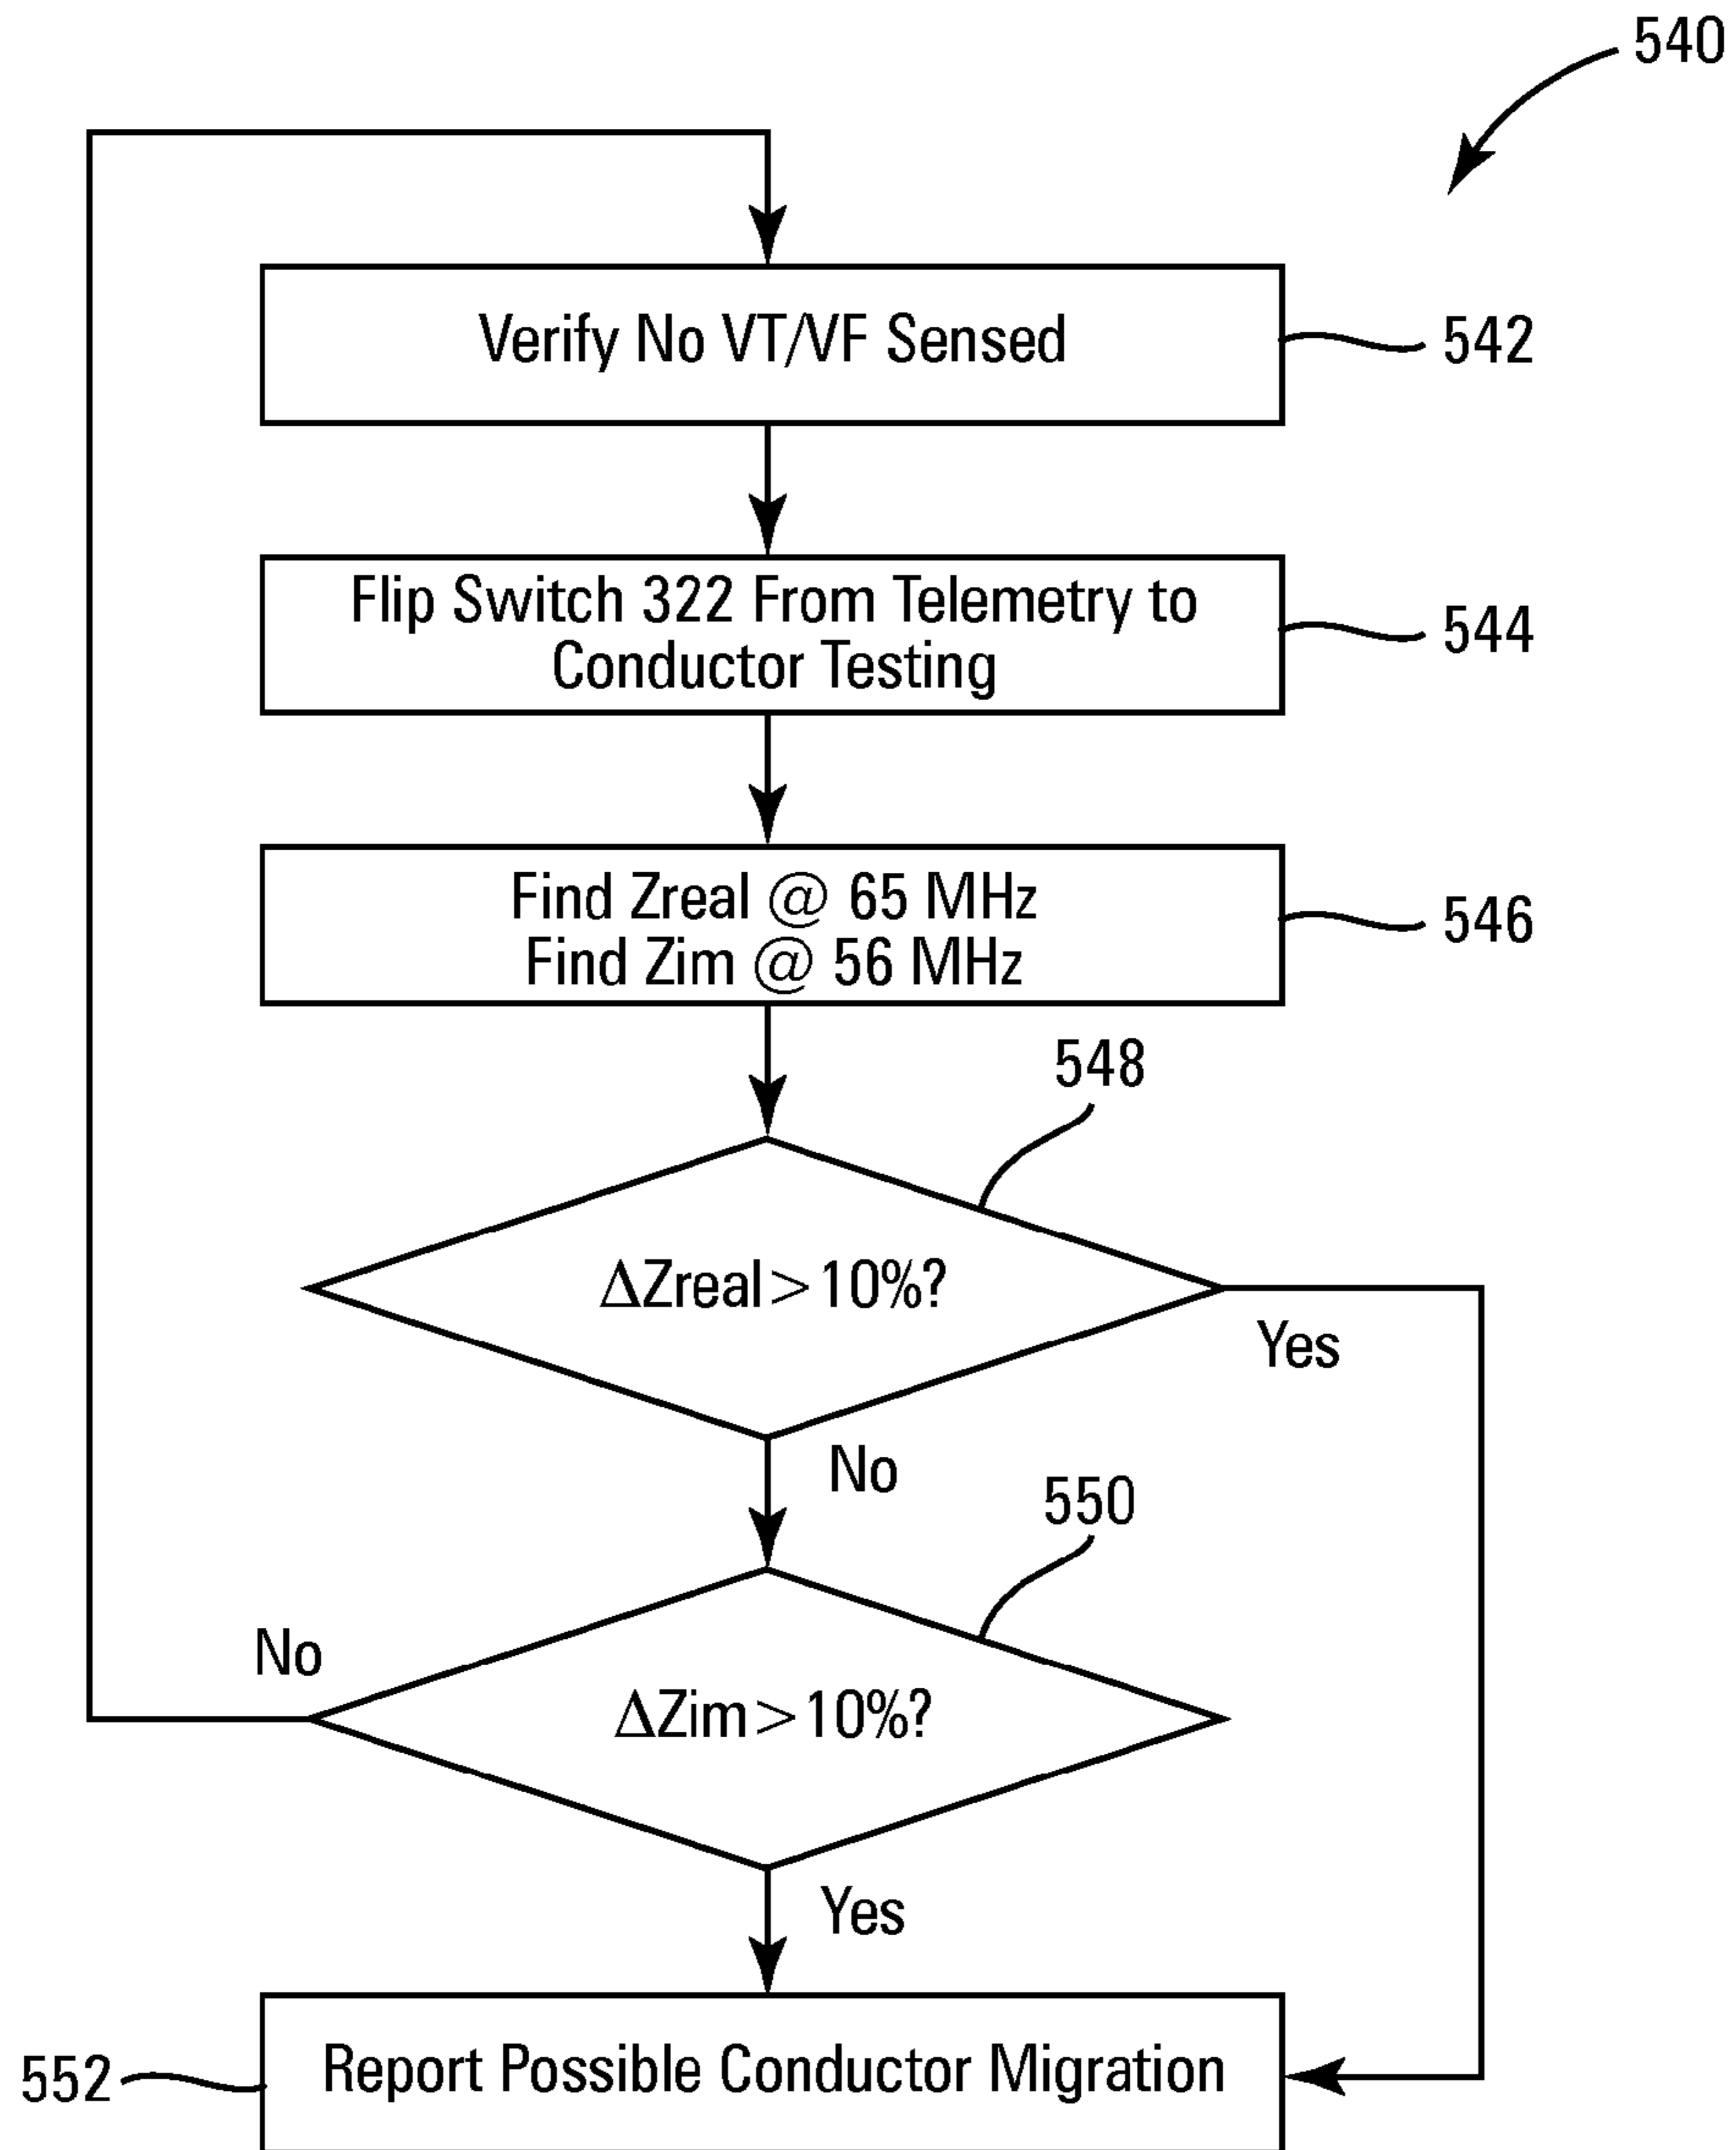 540
Verify No VT/VF Sensed
542
Flip Switch 322 From Telemetry to
Conductor Testing
544
Find Zreal @ 65 MHz
Find Zim @ 56 MHz
546
548
ΔZreal > 10%?
Yes
No
550
No
ΔZim > 10%?
Yes
552
Report Possible Conductor Migration